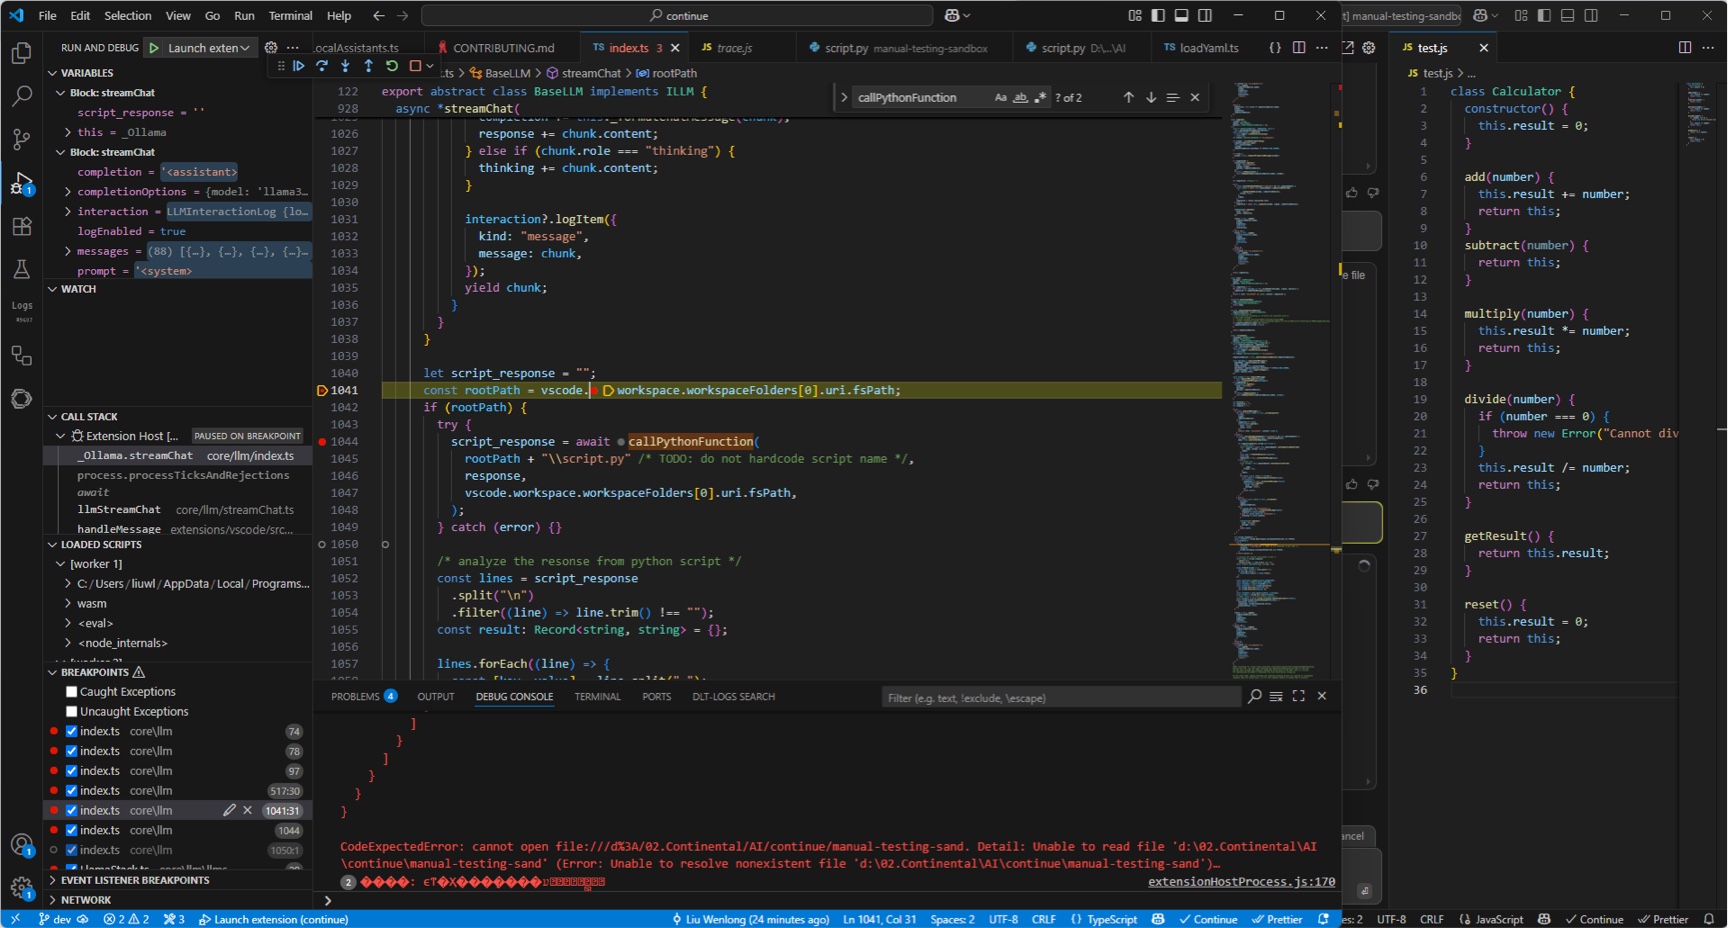 File Edit Selection View Go Run Terminal Help
continue
RUN AND DEBUG Launch exten
.ocalAssistants.ts CONTRIBUTING.md TS index.ts 3 JS trace.js script.py manual-testing-sandbox script.py D:\...\AI TS loadYaml.ts
.ts > BaseLLM > streamChat > rootPath
callPythonFunction Aa ab ? of 2
VARIABLES
Block: streamChat
script_response = ''
this = _Ollama
Block: streamChat
completion = '<assistant>
completionOptions = {model: 'llama3...
interaction = LLMInteractionLog {lo...
logEnabled = true
messages = (88) [{…}, {…}, {…}, {…}…
prompt = '<system>
WATCH
Logs
CALL STACK
Extension Host [... PAUSED ON BREAKPOINT
_Ollama.streamChat core/llm/index.ts
process.processTicksAndRejections
await
llmStreamChat core/llm/streamChat.ts
handleMessage extensions/vscode/src...
LOADED SCRIPTS
[worker 1]
C:/Users/liuwl/AppData/Local/Programs...
wasm
<eval>
<node_internals>
BREAKPOINTS
Caught Exceptions
Uncaught Exceptions
index.ts core\llm 74
index.ts core\llm 78
index.ts core\llm 97
index.ts core\llm 517:30
index.ts core\llm 1041:31
index.ts core\llm 1044
index.ts core\llm 1050:1
EVENT LISTENER BREAKPOINTS
NETWORK
122 export abstract class BaseLLM implements ILLM {
928 async *streamChat(
1026 response += chunk.content;
1027 } else if (chunk.role === "thinking") {
1028 thinking += chunk.content;
1029 }
1030
1031 interaction?.logItem({
1032 kind: "message",
1033 message: chunk,
1034 });
1035 yield chunk;
1036 }
1037 }
1038 }
1039
1040 let script_response = "";
1041 const rootPath = vscode.workspace.workspaceFolders[0].uri.fsPath;
1042 if (rootPath) {
1043 try {
1044 script_response = await callPythonFunction(
1045 rootPath + "\\script.py" /* TODO: do not hardcode script name */,
1046 response,
1047 vscode.workspace.workspaceFolders[0].uri.fsPath,
1048 );
1049 } catch (error) {}
1050
1051 /* analyze the resonse from python script */
1052 const lines = script_response
1053 .split("\n")
1054 .filter((line) => line.trim() !== "");
1055 const result: Record<string, string> = {};
1056
1057 lines.forEach((line) => {
PROBLEMS 4 OUTPUT DEBUG CONSOLE TERMINAL PORTS DLT-LOGS SEARCH Filter (e.g. text, !exclude, \escape)
]
}
]
}
}
}
CodeExpectedError: cannot open file:///d%3A/02.Continental/AI/continue/manual-testing-sand. Detail: Unable to read file 'd:\02.Continental\AI
\continue\manual-testing-sand' (Error: Unable to resolve nonexistent file 'd:\02.Continental\AI\continue\manual-testing-sand')…
2 extensionHostProcess.js:170
dev 2 2 3 Launch extension (continue) Liu Wenlong (24 minutes ago) Ln 1041, Col 31 Spaces: 2 UTF-8 CRLF {} TypeScript Continue Prettier
t] manual-testing-sandb
e file
ancel
JS test.js
JS test.js > ...
1 class Calculator {
2 constructor() {
3 this.result = 0;
4 }
5
6 add(number) {
7 this.result += number;
8 return this;
9 }
10 subtract(number) {
11 return this;
12 }
13
14 multiply(number) {
15 this.result *= number;
16 return this;
17 }
18
19 divide(number) {
20 if (number === 0) {
21 throw new Error("Cannot div
22 }
23 this.result /= number;
24 return this;
25 }
26
27 getResult() {
28 return this.result;
29 }
30
31 reset() {
32 this.result = 0;
33 return this;
34 }
35 }
36
es: 2 UTF-8 CRLF JavaScript Continue Prettier